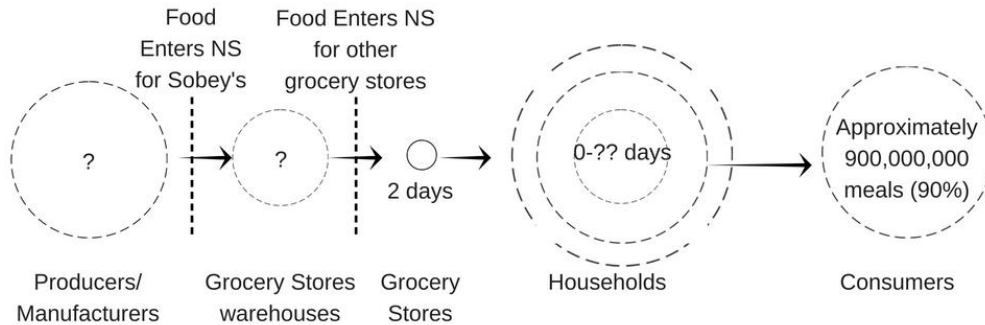 Food
Enters NS
for Sobey's
Food Enters NS
for other
grocery stores
?
?
2 days
0-?? days
Approximately
900,000,000
meals (90%)
Producers/
Manufacturers
Grocery Stores
warehouses
Grocery
Stores
Households
Consumers